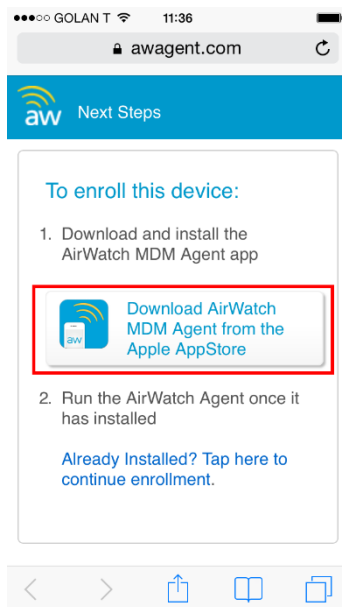 GOLAN T 11:36
awagent.com
aw Next Steps
To enroll this device:
1. Download and install the
AirWatch MDM Agent app
aw
Download AirWatch
MDM Agent from the
Apple AppStore
2. Run the AirWatch Agent once it
has installed
Already Installed? Tap here to
continue enrollment.